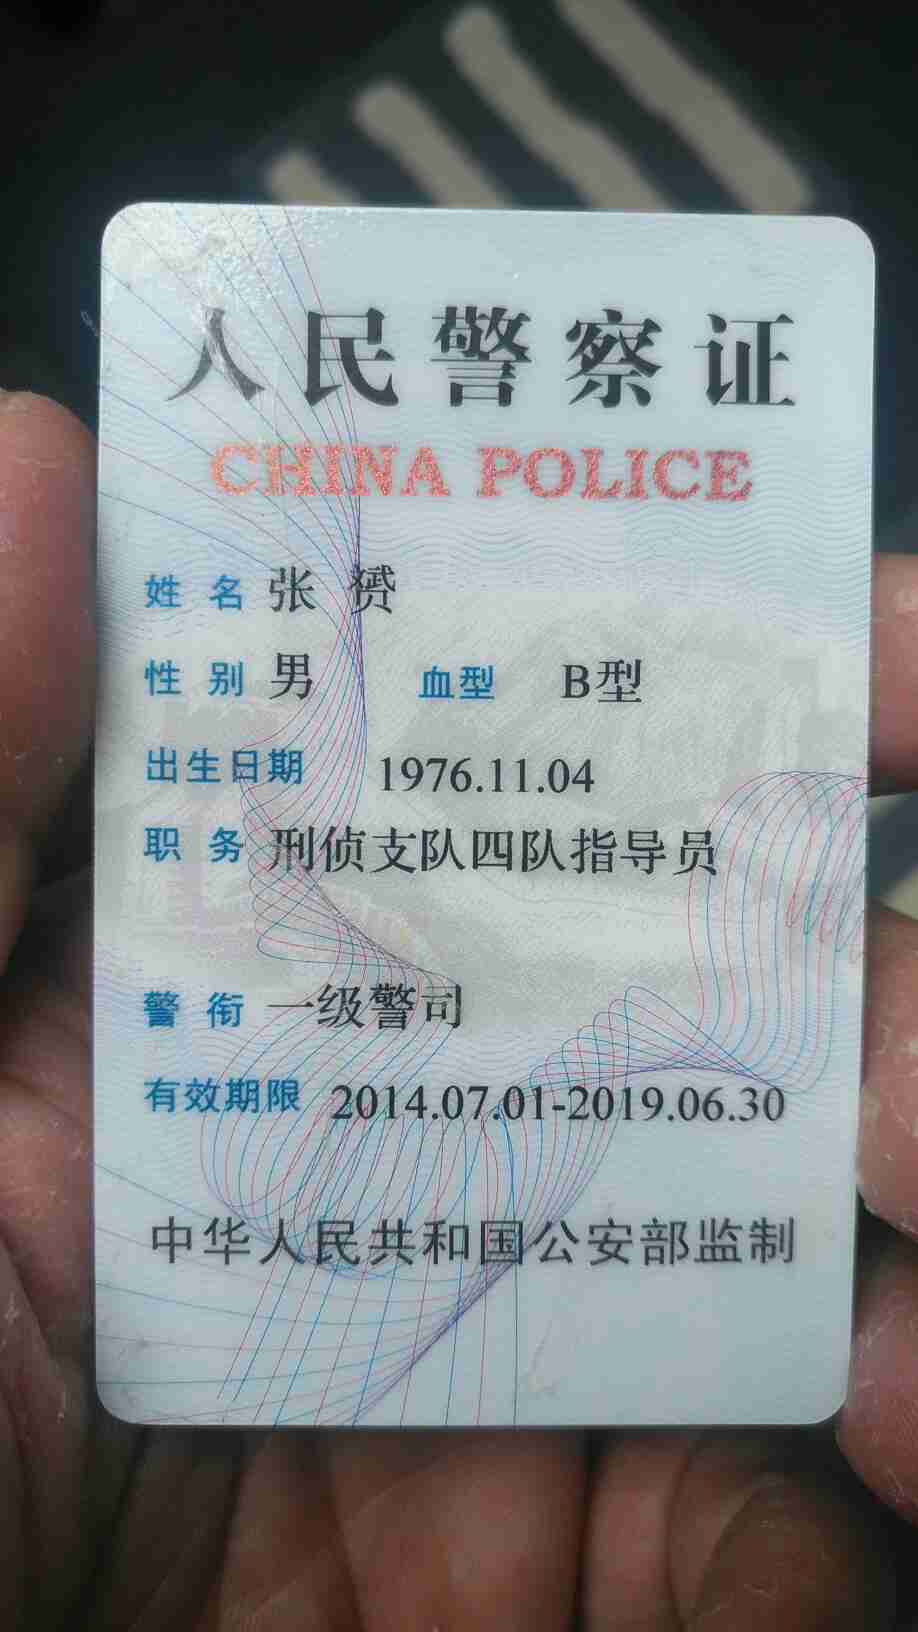 人民警察证
CHINA POLICE
姓 名 张 赟
性 别 男 血型 B型
出生日期 1976.11.04
职 务 刑侦支队四队指导员
警 衔 一级警司
有效期限 2014.07.01-2019.06.30
中华人民共和国公安部监制